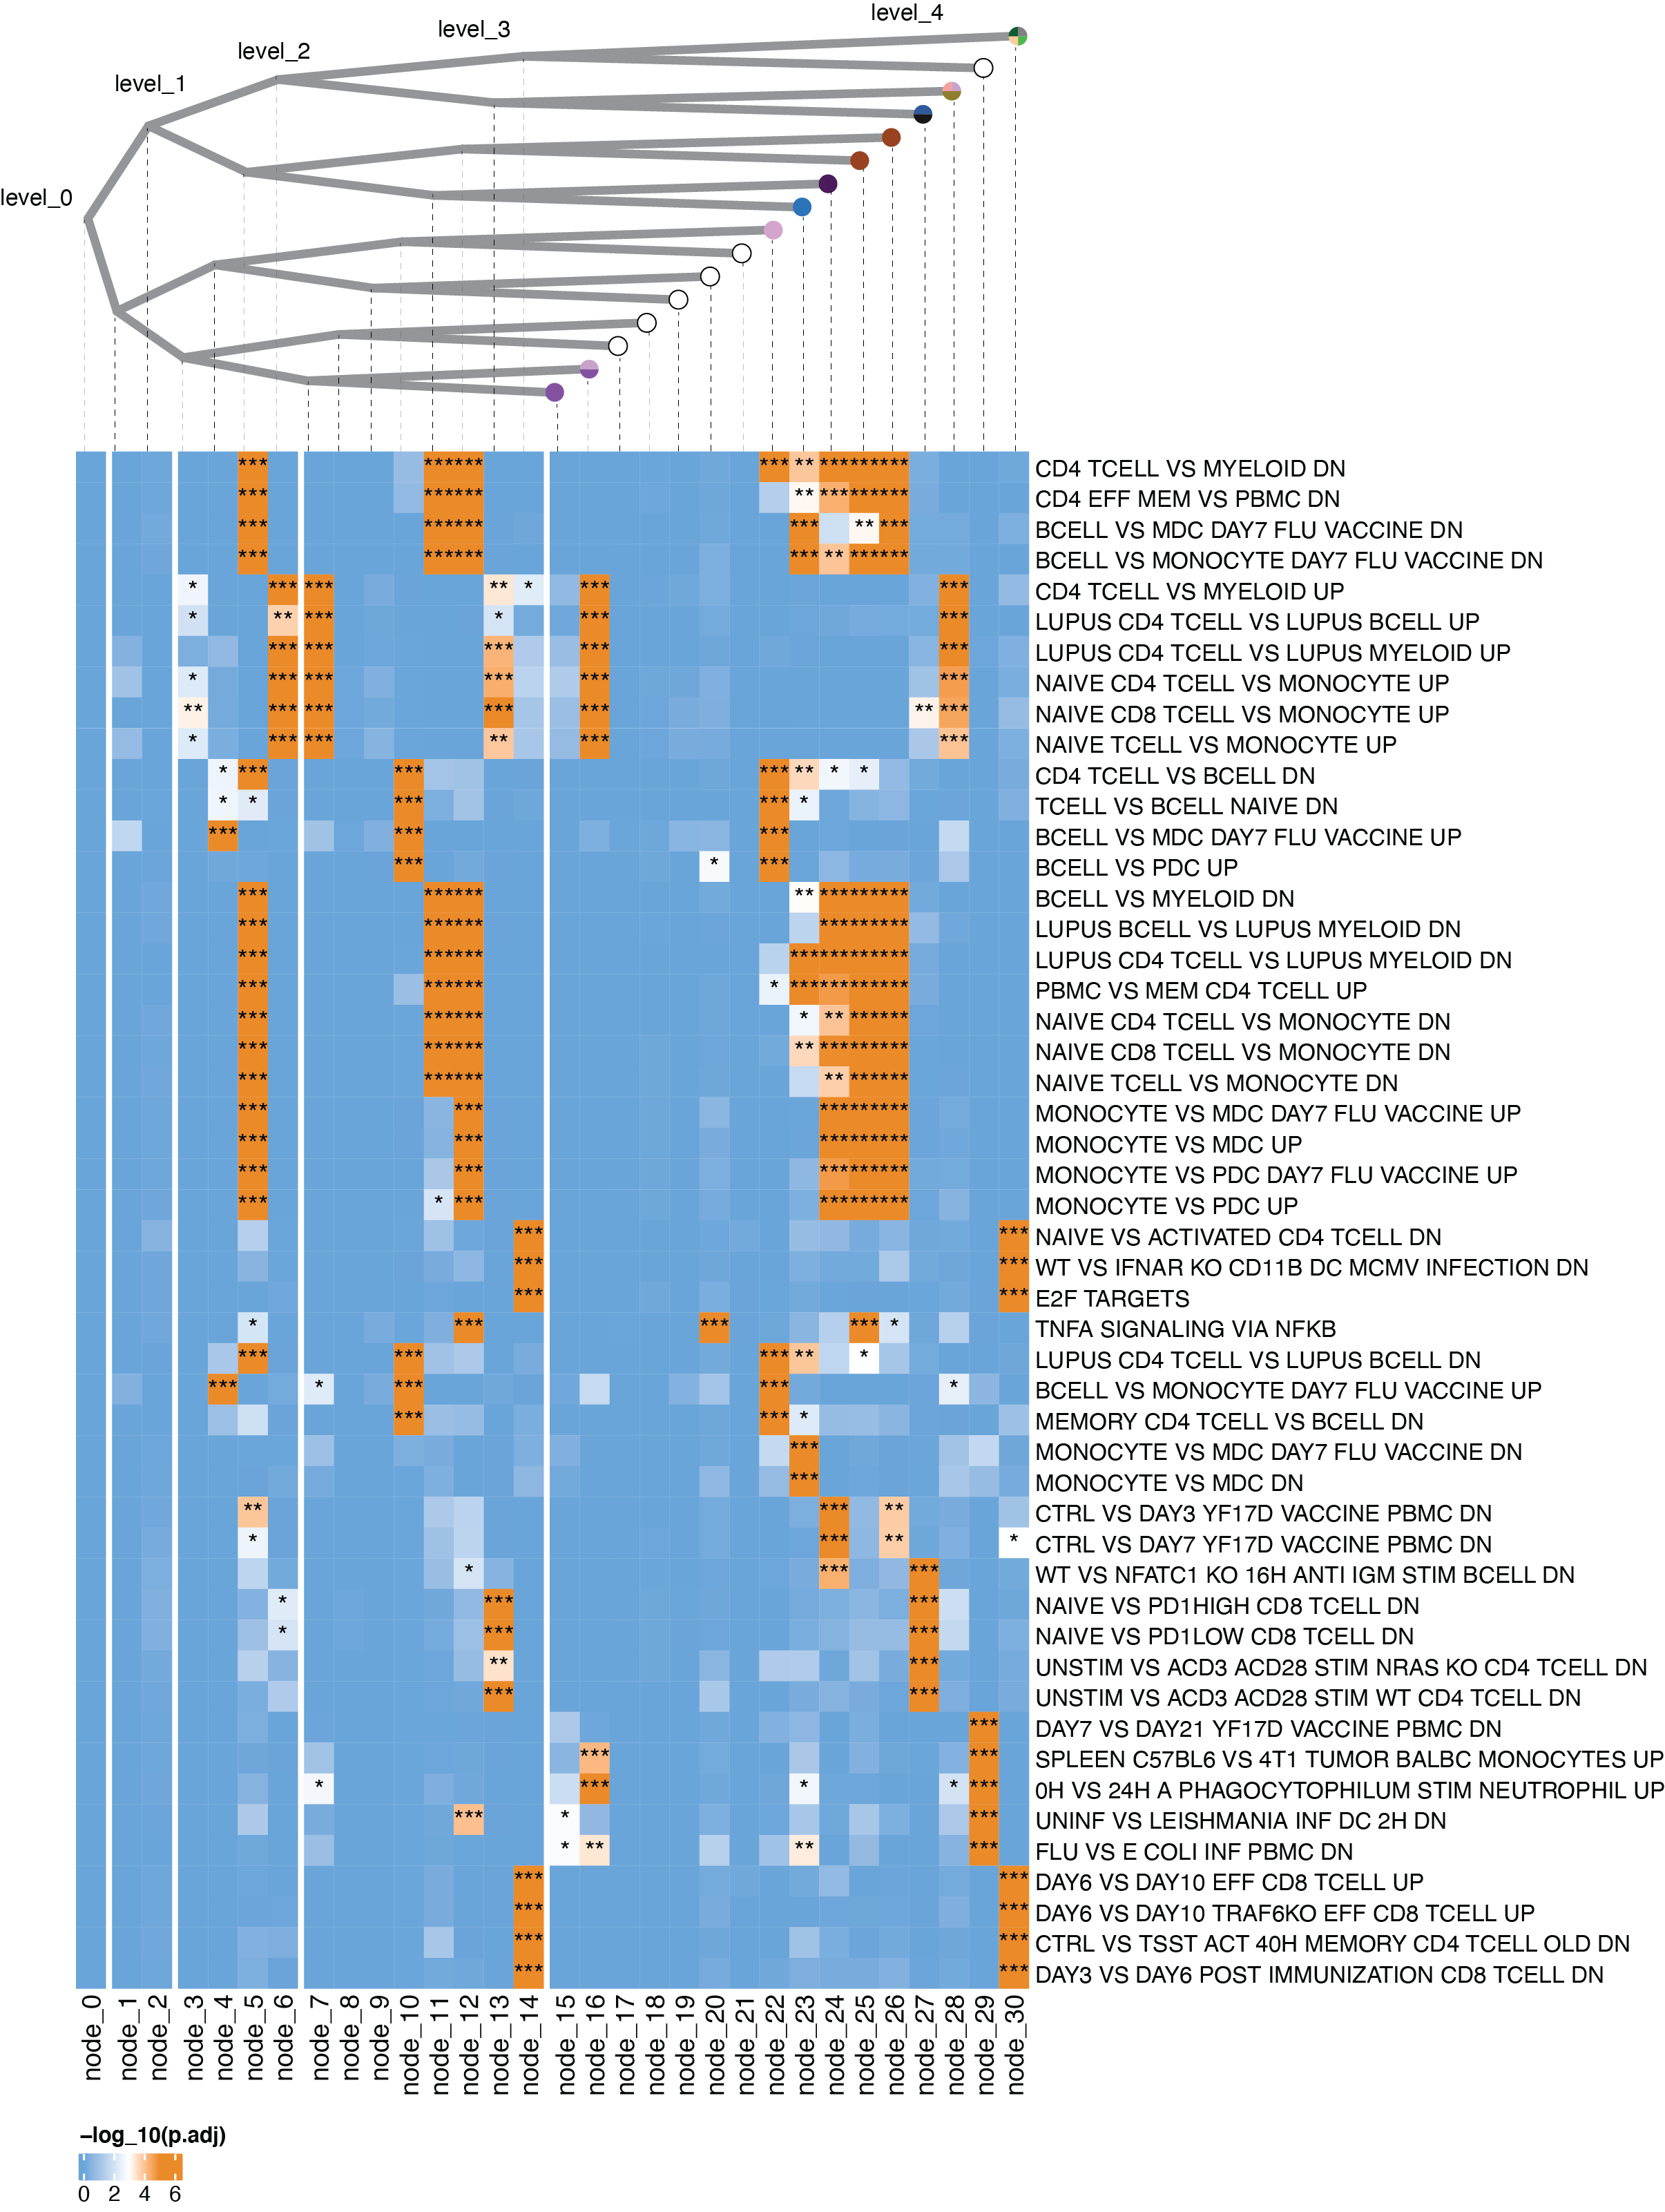 level_4
level_3
level_2
level_1
level_0
*** *** *** *** ** *** *** *** CD4 TCELL VS MYELOID DN
*** *** *** ** *** *** *** CD4 EFF MEM VS PBMC DN
*** *** *** *** ** *** BCELL VS MDC DAY7 FLU VACCINE DN
*** *** *** *** ** *** *** BCELL VS MONOCYTE DAY7 FLU VACCINE DN
* *** *** ** * *** *** CD4 TCELL VS MYELOID UP
* ** *** * *** *** LUPUS CD4 TCELL VS LUPUS BCELL UP
*** *** *** *** *** LUPUS CD4 TCELL VS LUPUS MYELOID UP
* *** *** *** *** *** NAIVE CD4 TCELL VS MONOCYTE UP
** *** *** *** *** ** *** NAIVE CD8 TCELL VS MONOCYTE UP
* *** *** ** *** *** NAIVE TCELL VS MONOCYTE UP
* *** *** *** ** * * CD4 TCELL VS BCELL DN
* * *** *** * TCELL VS BCELL NAIVE DN
*** *** *** BCELL VS MDC DAY7 FLU VACCINE UP
*** * *** BCELL VS PDC UP
*** *** *** ** *** *** *** BCELL VS MYELOID DN
*** *** *** *** *** *** LUPUS BCELL VS LUPUS MYELOID DN
*** *** *** *** *** *** *** LUPUS CD4 TCELL VS LUPUS MYELOID DN
*** *** *** * *** *** *** *** PBMC VS MEM CD4 TCELL UP
*** *** *** * ** *** *** NAIVE CD4 TCELL VS MONOCYTE DN
*** *** *** ** *** *** *** NAIVE CD8 TCELL VS MONOCYTE DN
*** *** *** ** *** *** NAIVE TCELL VS MONOCYTE DN
*** *** *** *** *** MONOCYTE VS MDC DAY7 FLU VACCINE UP
*** *** *** *** *** MONOCYTE VS MDC UP
*** *** *** *** *** MONOCYTE VS PDC DAY7 FLU VACCINE UP
*** * *** *** *** *** MONOCYTE VS PDC UP
*** *** NAIVE VS ACTIVATED CD4 TCELL DN
*** *** WT VS IFNAR KO CD11B DC MCMV INFECTION DN
*** *** E2F TARGETS
* *** *** *** * TNFA SIGNALING VIA NFKB
*** *** *** ** * LUPUS CD4 TCELL VS LUPUS BCELL DN
*** * *** *** * BCELL VS MONOCYTE DAY7 FLU VACCINE UP
*** *** * MEMORY CD4 TCELL VS BCELL DN
*** MONOCYTE VS MDC DAY7 FLU VACCINE DN
*** MONOCYTE VS MDC DN
** *** ** CTRL VS DAY3 YF17D VACCINE PBMC DN
* *** ** * CTRL VS DAY7 YF17D VACCINE PBMC DN
* *** *** WT VS NFATC1 KO 16H ANTI IGM STIM BCELL DN
* *** *** NAIVE VS PD1HIGH CD8 TCELL DN
* *** *** NAIVE VS PD1LOW CD8 TCELL DN
** *** UNSTIM VS ACD3 ACD28 STIM NRAS KO CD4 TCELL DN
*** *** UNSTIM VS ACD3 ACD28 STIM WT CD4 TCELL DN
*** DAY7 VS DAY21 YF17D VACCINE PBMC DN
*** *** SPLEEN C57BL6 VS 4T1 TUMOR BALBC MONOCYTES UP
* *** * * *** 0H VS 24H A PHAGOCYTOPHILUM STIM NEUTROPHIL UP
*** * *** UNINF VS LEISHMANIA INF DC 2H DN
* ** ** *** FLU VS E COLI INF PBMC DN
*** *** DAY6 VS DAY10 EFF CD8 TCELL UP
*** *** DAY6 VS DAY10 TRAF6KO EFF CD8 TCELL UP
*** *** CTRL VS TSST ACT 40H MEMORY CD4 TCELL OLD DN
*** *** DAY3 VS DAY6 POST IMMUNIZATION CD8 TCELL DN
node_0
node_1
node_2
node_3
node_4
node_5
node_6
node_7
node_8
node_9
node_10
node_11
node_12
node_13
node_14
node_15
node_16
node_17
node_18
node_19
node_20
node_21
node_22
node_23
node_24
node_25
node_26
node_27
node_28
node_29
node_30
−log_10(p.adj)
0 2 4 6